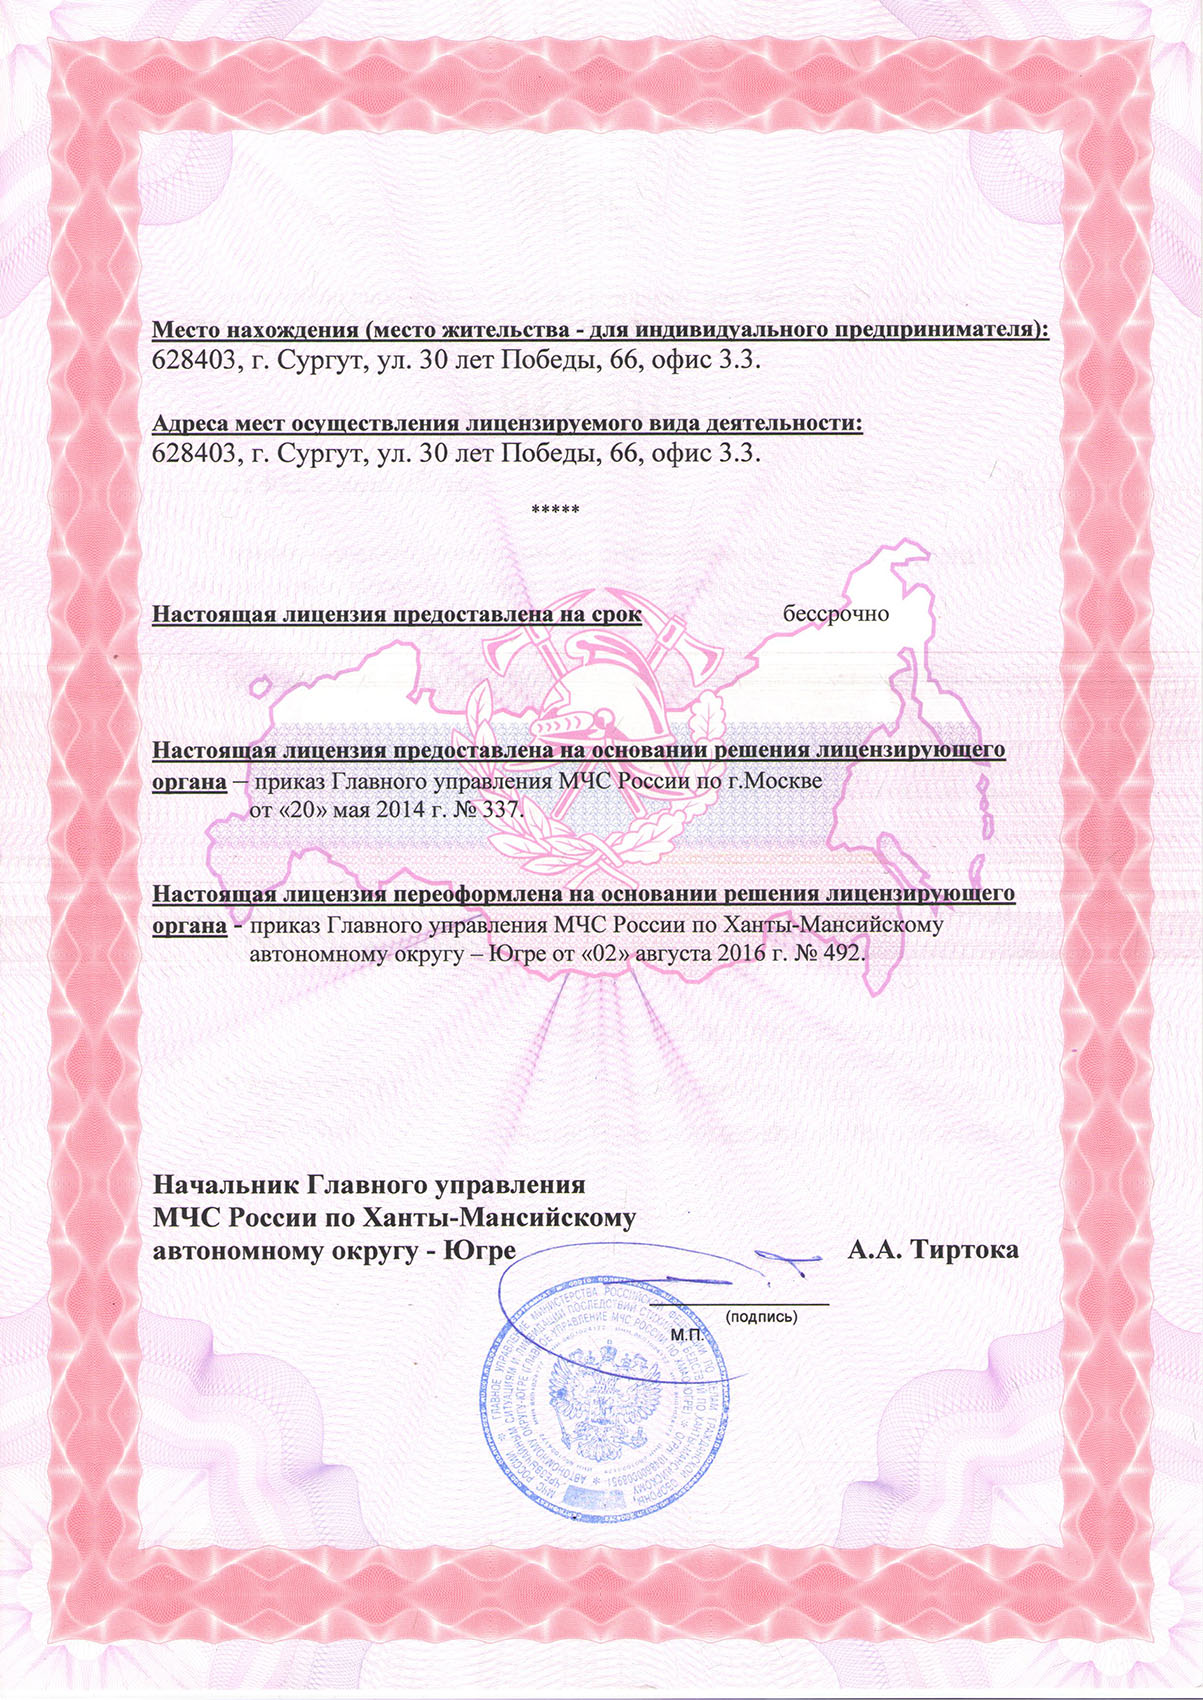 Место нахождения (место жительства - для индивидуального предпринимателя):
628403, г. Сургут, ул. 30 лет Победы, 66, офис 3.3.
Адреса мест осуществления лицензируемого вида деятельности:
628403, г. Сургут, ул. 30 лет Победы, 66, офис 3.3.
*****
Настоящая лицензия предоставлена на срок бессрочно
Настоящая лицензия предоставлена на основании решения лицензирующего
органа – приказ Главного управления МЧС России по г.Москве
от «20» мая 2014 г. № 337.
Настоящая лицензия переоформлена на основании решения лицензирующего
органа - приказ Главного управления МЧС России по Ханты-Мансийскому
автономному округу – Югре от «02» августа 2016 г. № 492.
Начальник Главного управления
МЧС России по Ханты-Мансийскому
автономному округу - Югре А.А. Тиртока
(подпись)
М.П.